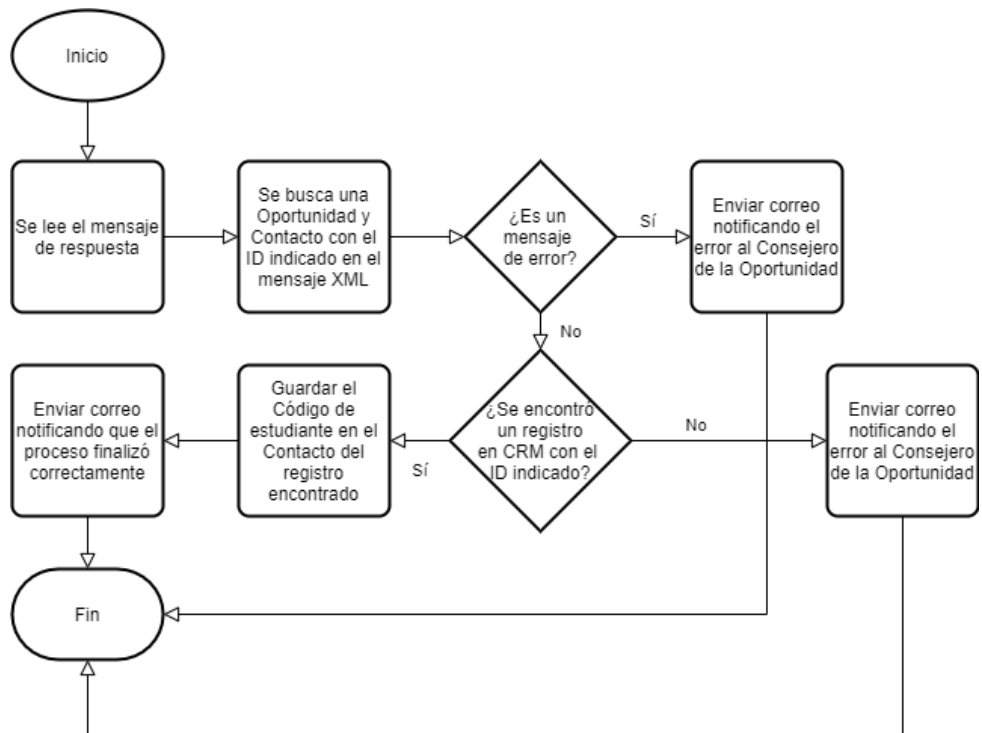 Inicio
Se lee el mensaje
de respuesta
Se busca una
Oportunidad y
Contacto con el
ID indicado en el
mensaje XML
¿Es un
mensaje
de error?
Sí
Enviar correo
notificando el
error al Consejero
de la Oportunidad
No
¿Se encontró
un registro
en CRM con el
ID indicado?
No
Enviar correo
notificando el
error al Consejero
de la Oportunidad
Sí
Guardar el
Código de
estudiante en el
Contacto del
registro
encontrado
Enviar correo
notificando que el
proceso finalizó
correctamente
Fin